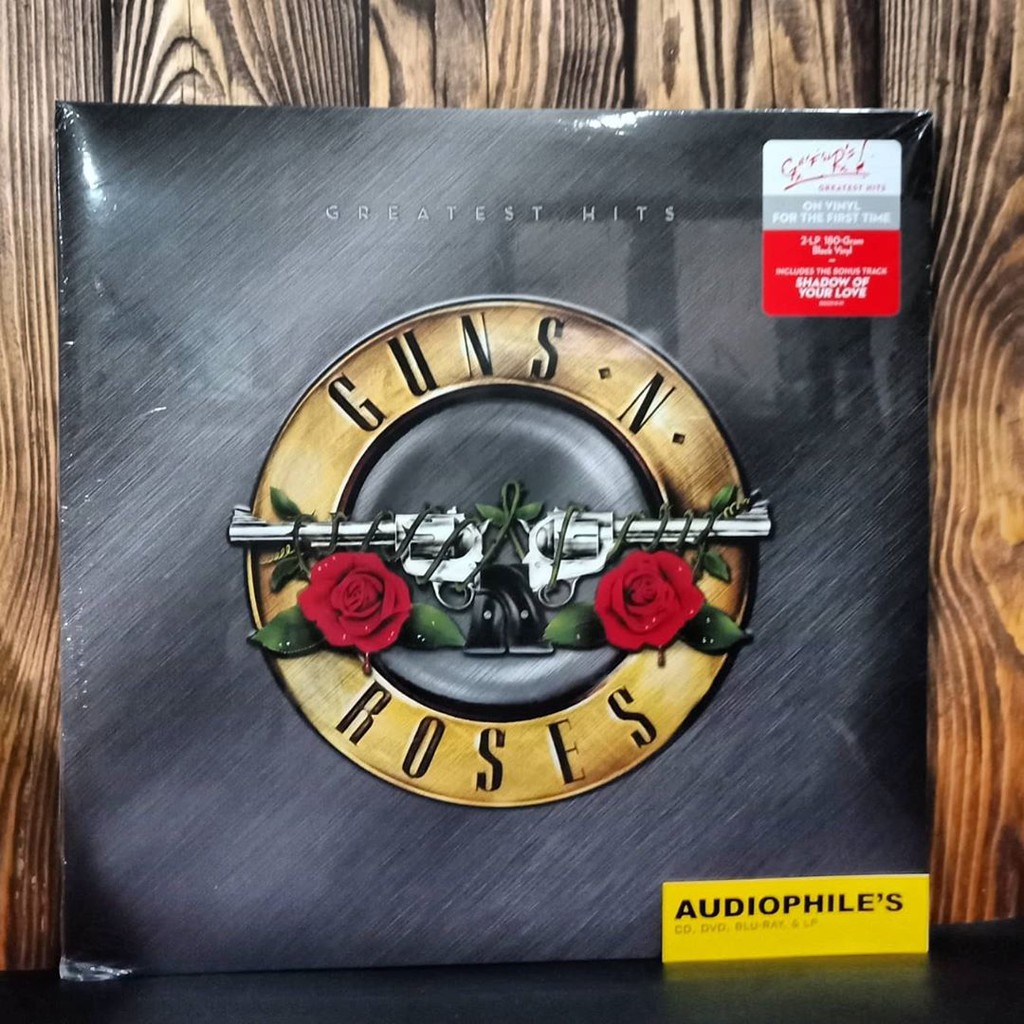 GREATEST HITS
GREATEST HITS
ON VINYL
FOR THE FIRST TIME
2-LP 180-Gram
Black Vinyl
INCLUDES THE BONUS TRACK
SHADOW OF
YOUR LOVE
GUNS·N·
ROSES
AUDIOPHILE'S
CD, DVD, BLU-RAY, & LP